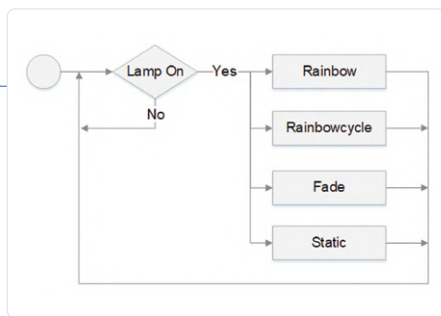 Lamp On
Yes
Rainbow
No
Rainbowcycle
Fade
Static